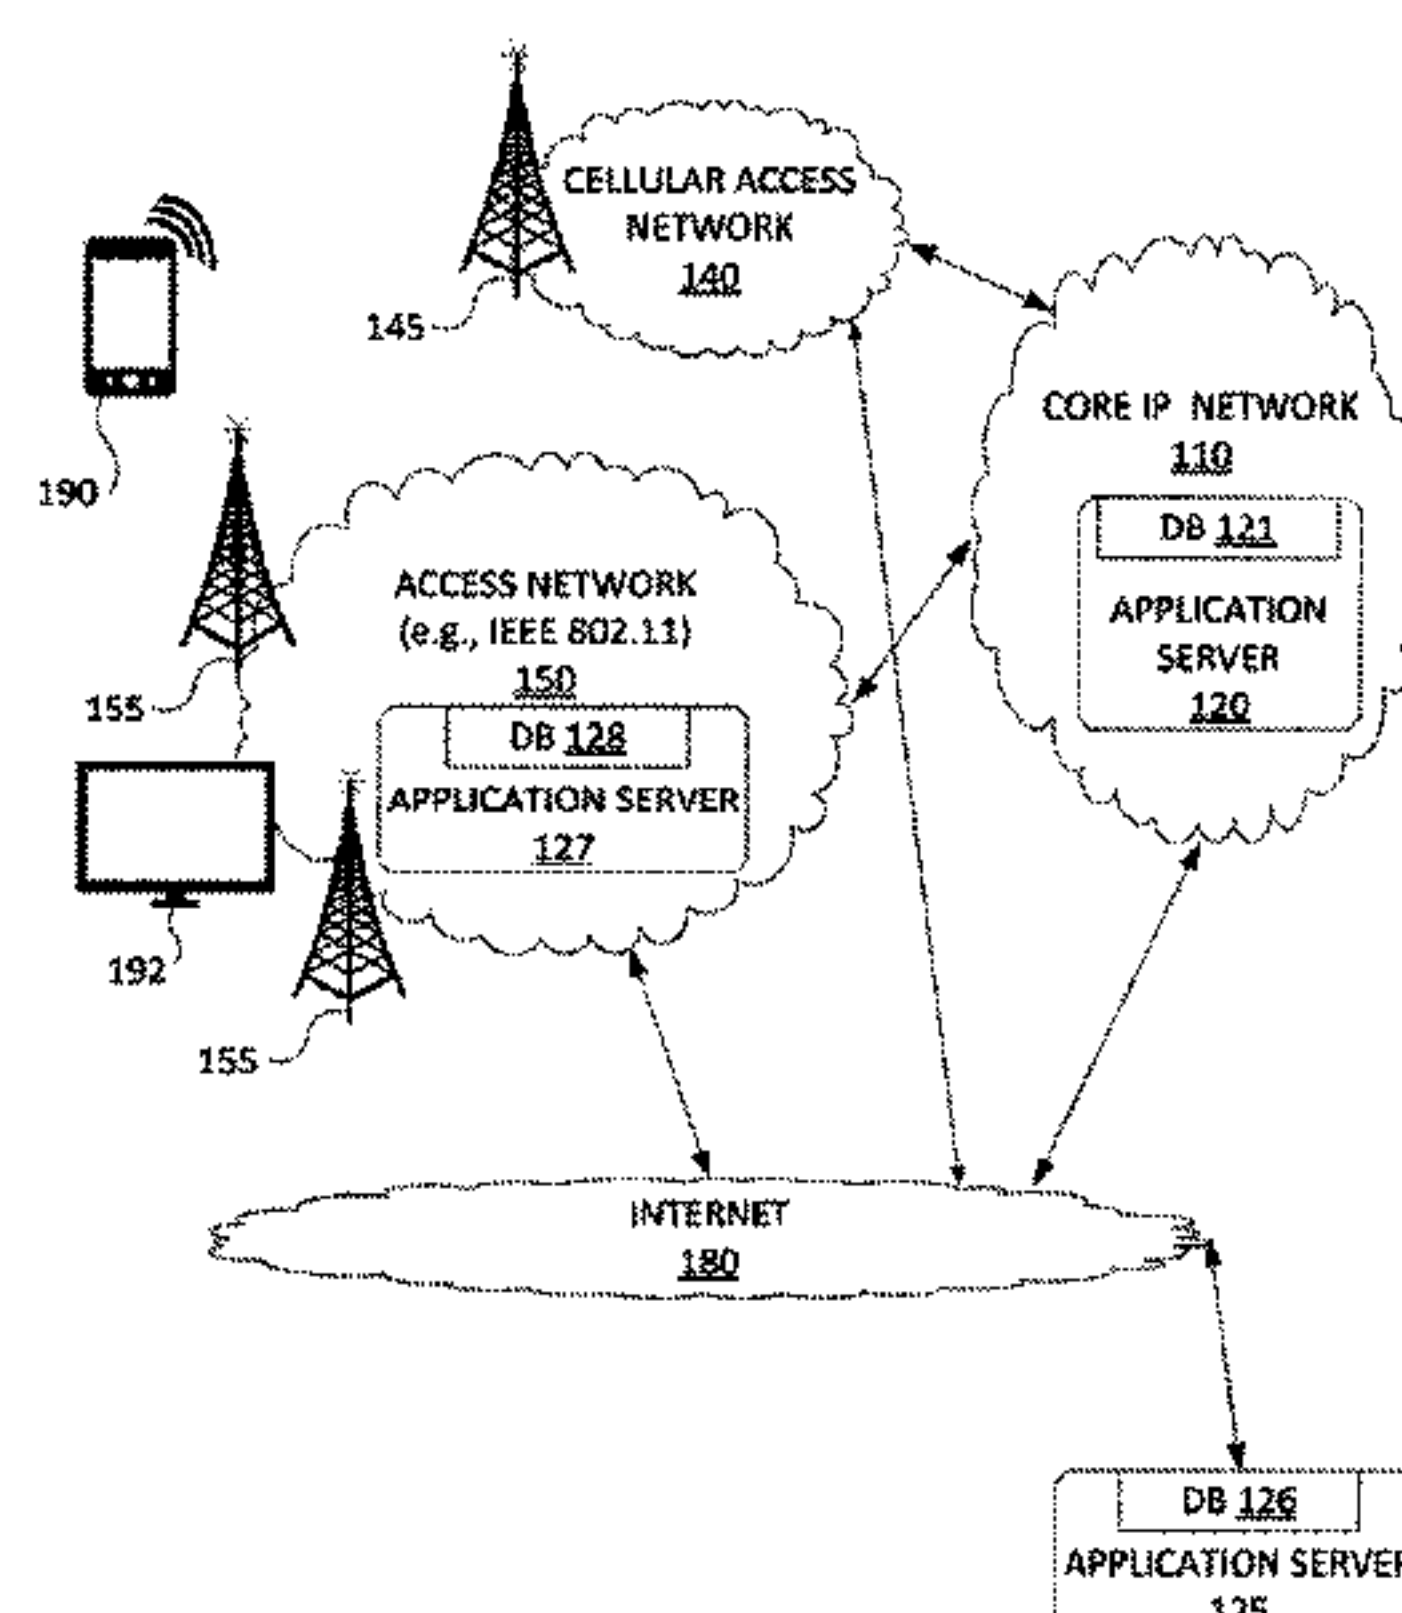 CELLULAR ACCESS
NETWORK
140
145
190
CORE IP NETWORK
110
DB 121
APPLICATION
SERVER
120
ACCESS NETWORK
(e.g., IEEE 802.11)
150
155
DB 128
APPLICATION SERVER
127
192
155
INTERNET
180
DB 126
APPLICATION SERVER
125